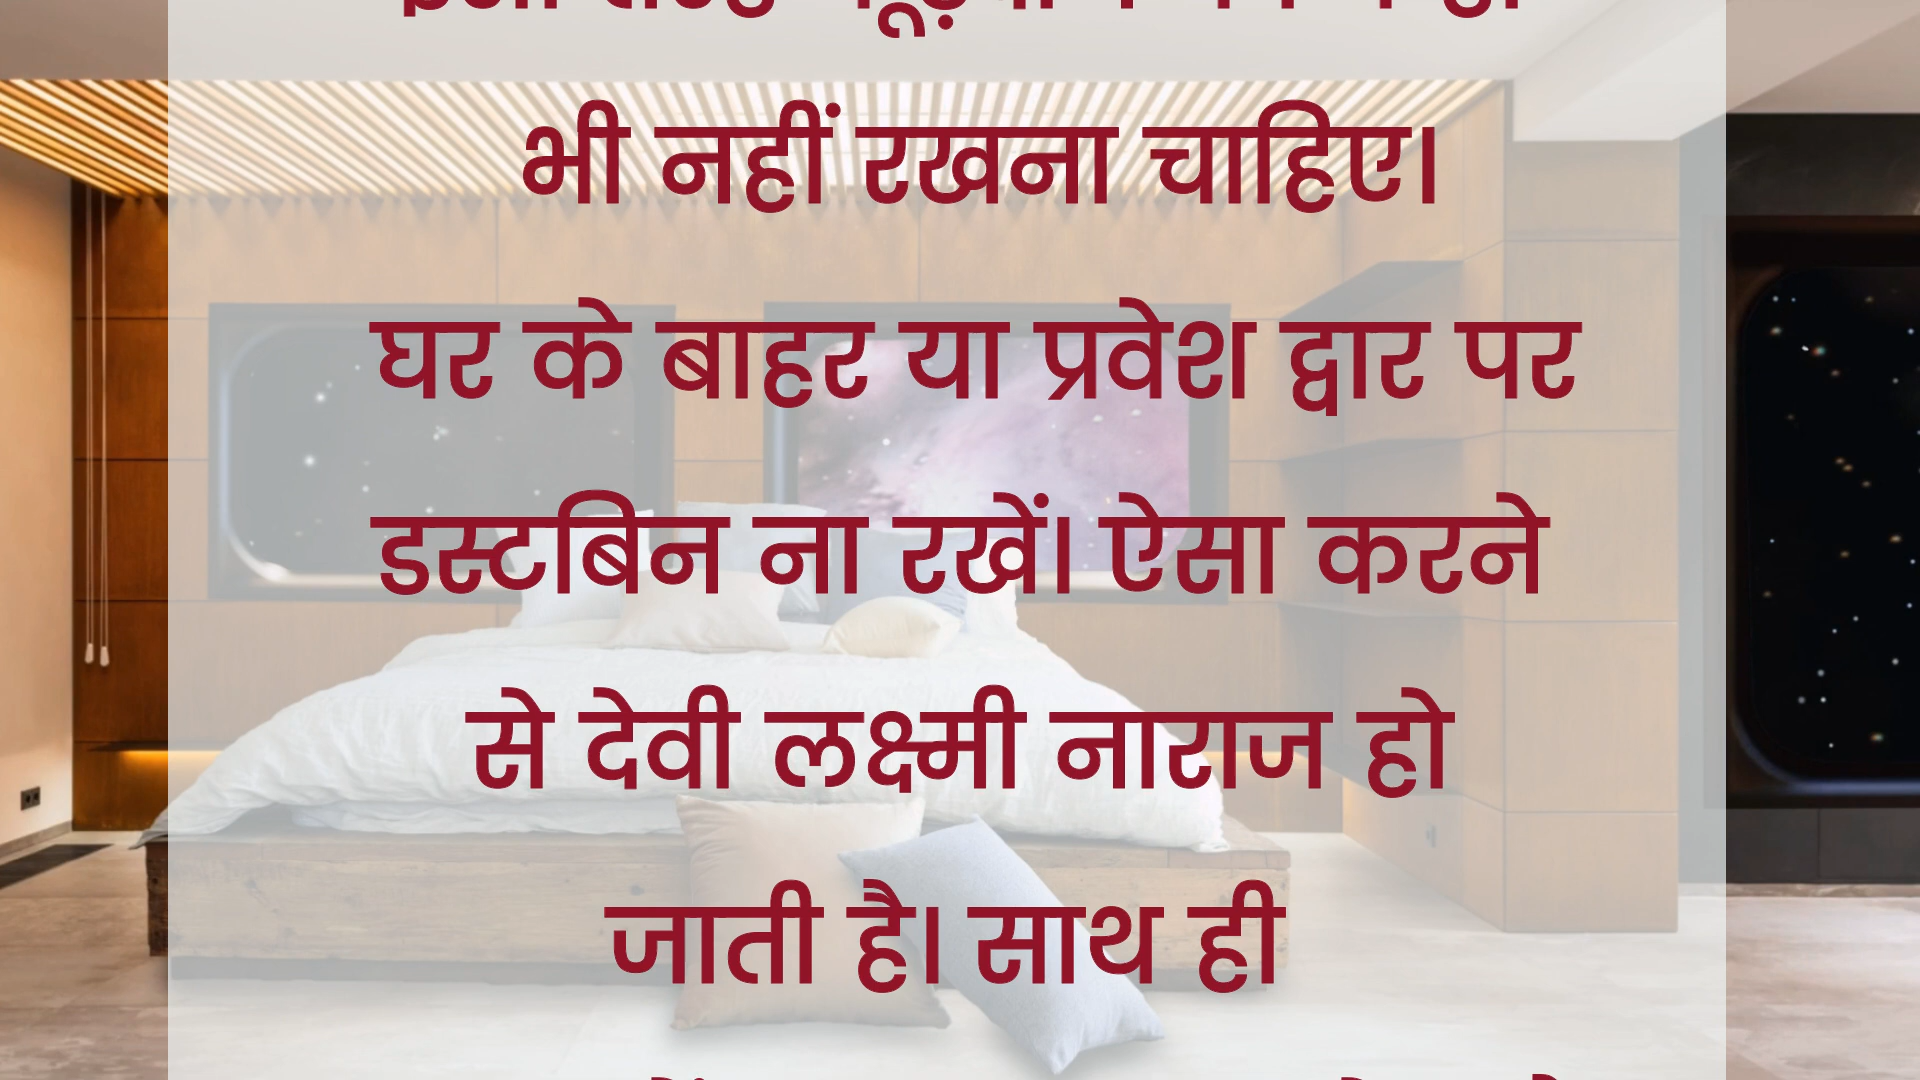 भी नहीं रखना चाहिए।
घर के बाहर या प्रवेश द्वार पर
डस्टबिन ना रखें। ऐसा करने
से देवी लक्ष्मी नाराज हो
जाती है। साथ ही